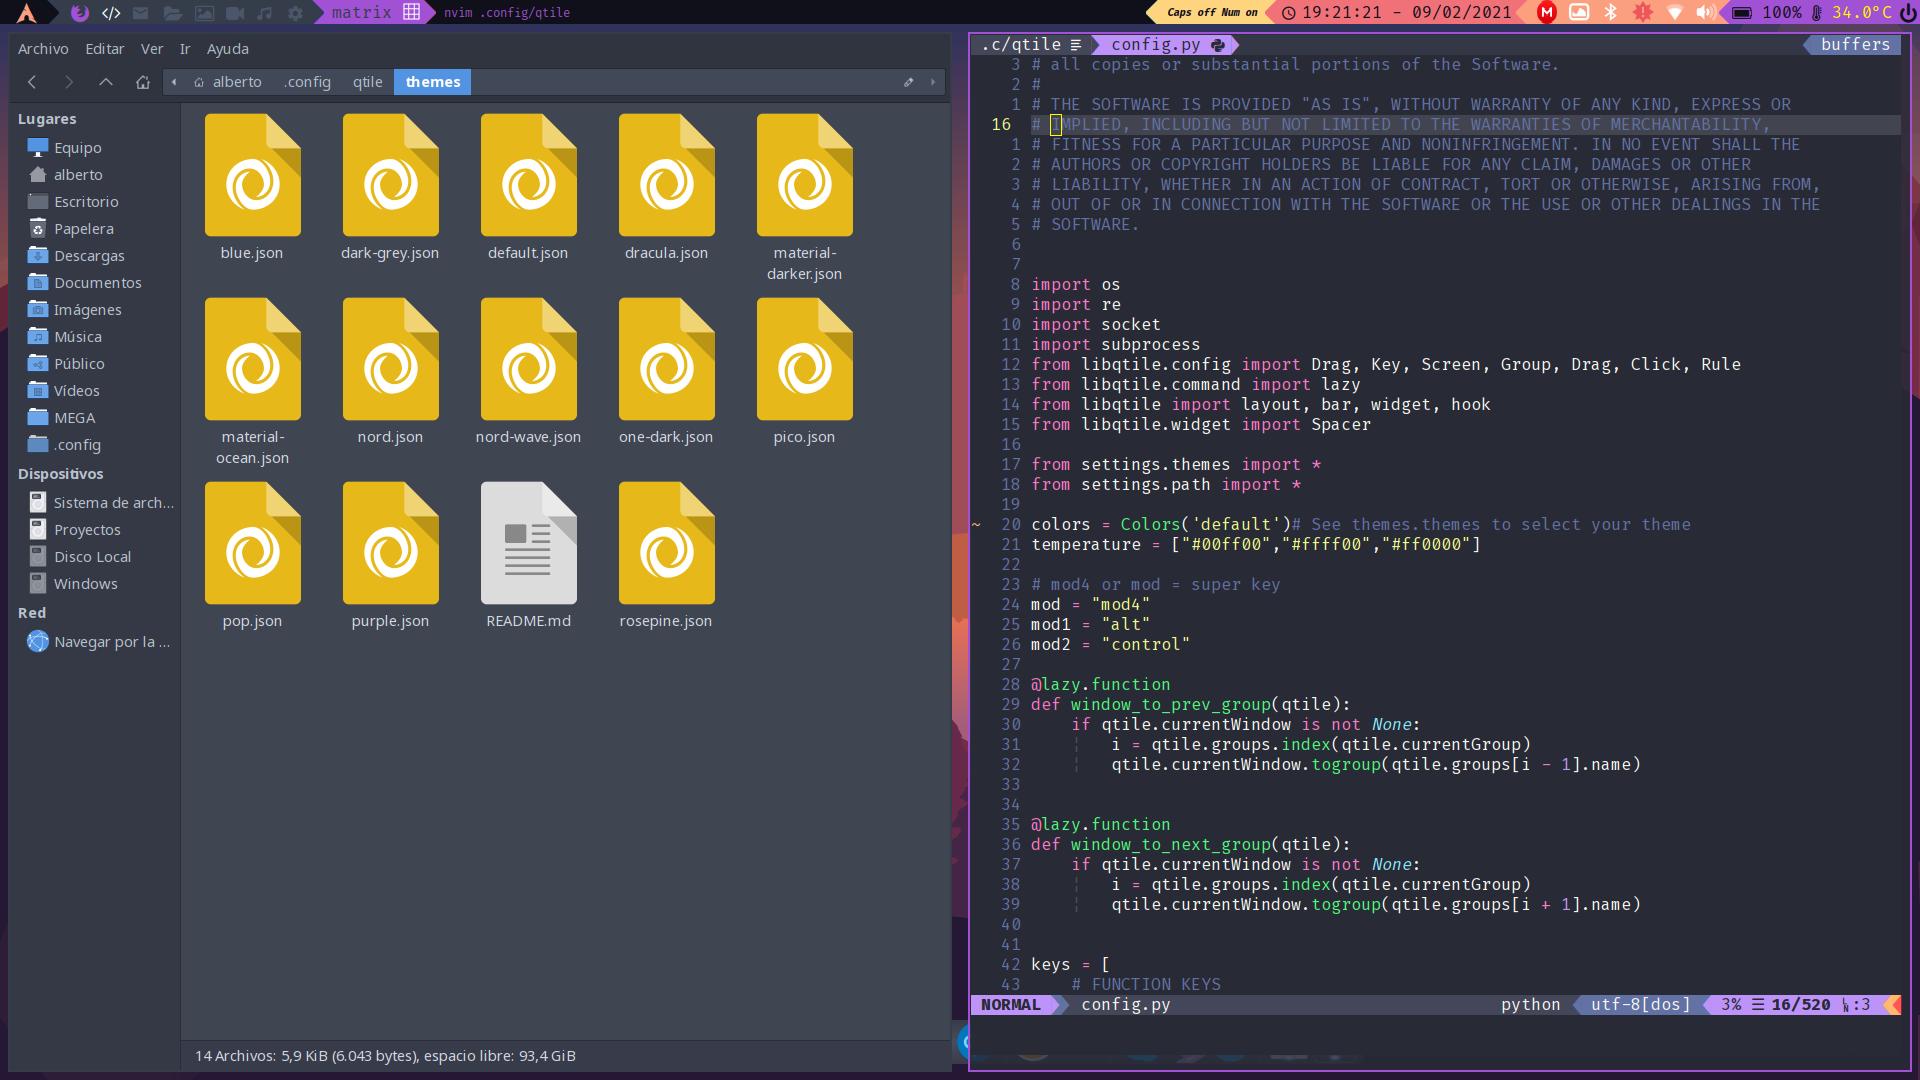 matrix
nvim .config/qtile
Caps off Num on
19:21:21 - 09/02/2021
M
100%
34.0°C
Archivo Editar Ver Ir Ayuda
alberto .config qtile themes
Lugares
Equipo
alberto
Escritorio
Papelera
Descargas
Documentos
Imágenes
Música
Público
Vídeos
MEGA
.config
Dispositivos
Sistema de arch...
Proyectos
Disco Local
Windows
Red
Navegar por la ...
blue.json
dark-grey.json
default.json
dracula.json
material-
darker.json
material-
ocean.json
nord.json
nord-wave.json
one-dark.json
pico.json
pop.json
purple.json
README.md
rosepine.json
14 Archivos: 5,9 KiB (6.043 bytes), espacio libre: 93,4 GiB
.c/qtile config.py buffers
3 # all copies or substantial portions of the Software.
2 #
1 # THE SOFTWARE IS PROVIDED "AS IS", WITHOUT WARRANTY OF ANY KIND, EXPRESS OR
16 # IMPLIED, INCLUDING BUT NOT LIMITED TO THE WARRANTIES OF MERCHANTABILITY,
1 # FITNESS FOR A PARTICULAR PURPOSE AND NONINFRINGEMENT. IN NO EVENT SHALL THE
2 # AUTHORS OR COPYRIGHT HOLDERS BE LIABLE FOR ANY CLAIM, DAMAGES OR OTHER
3 # LIABILITY, WHETHER IN AN ACTION OF CONTRACT, TORT OR OTHERWISE, ARISING FROM,
4 # OUT OF OR IN CONNECTION WITH THE SOFTWARE OR THE USE OR OTHER DEALINGS IN THE
5 # SOFTWARE.
6
7
8 import os
9 import re
10 import socket
11 import subprocess
12 from libqtile.config import Drag, Key, Screen, Group, Drag, Click, Rule
13 from libqtile.command import lazy
14 from libqtile import layout, bar, widget, hook
15 from libqtile.widget import Spacer
16
17 from settings.themes import *
18 from settings.path import *
19
~ 20 colors = Colors('default')# See themes.themes to select your theme
21 temperature = ["#00ff00","#ffff00","#ff0000"]
22
23 # mod4 or mod = super key
24 mod = "mod4"
25 mod1 = "alt"
26 mod2 = "control"
27
28 @lazy.function
29 def window_to_prev_group(qtile):
30 if qtile.currentWindow is not None:
31 i = qtile.groups.index(qtile.currentGroup)
32 qtile.currentWindow.togroup(qtile.groups[i - 1].name)
33
34
35 @lazy.function
36 def window_to_next_group(qtile):
37 if qtile.currentWindow is not None:
38 i = qtile.groups.index(qtile.currentGroup)
39 qtile.currentWindow.togroup(qtile.groups[i + 1].name)
40
41
42 keys = [
43 # FUNCTION KEYS
NORMAL config.py python utf-8[dos] 3% ☰ 16/520 :3